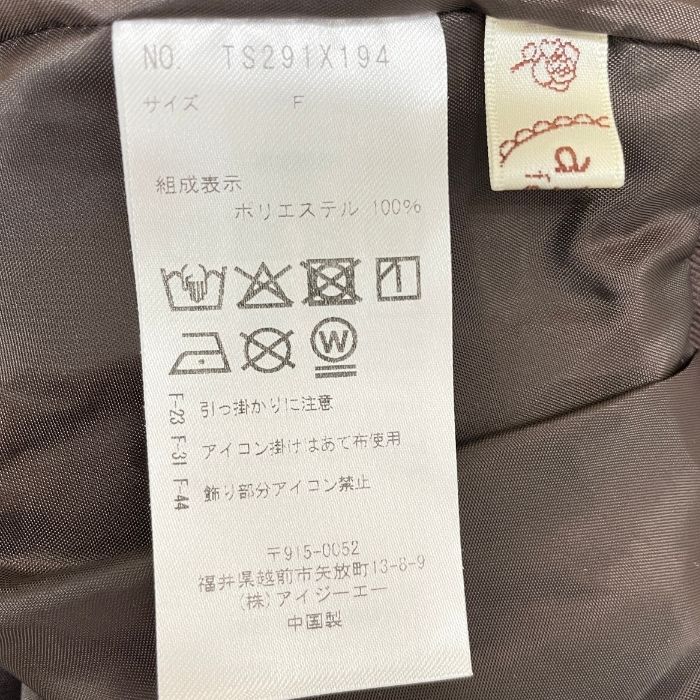 NO. TS291X194
サイズ F
組成表示
ポリエステル 100%
W
F-23 引っ掛かりに注意
F-31 アイコン掛けはあて布使用
F-44 飾り部分アイコン禁止
〒915-0052
福井県越前市矢放町13-8-9
(株)アイジーエー
中国製
a
f